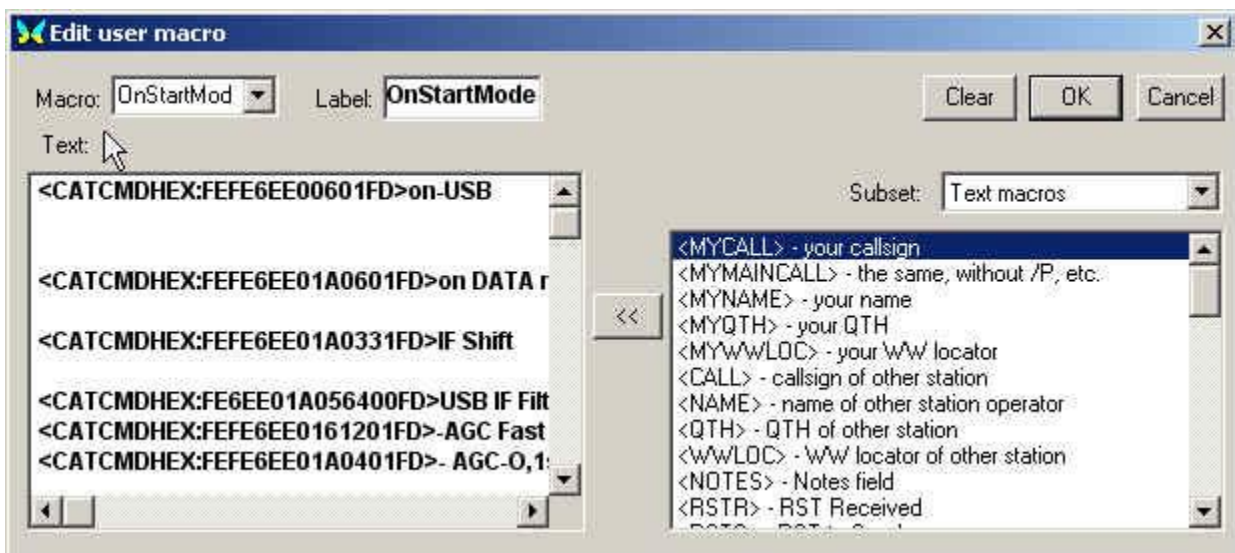 Edit user macro
Macro: OnStartMod Label: OnStartMode Clear OK Cancel
Text:
<CATCMDHEX:FEFE6EE00601FD>on-USB
<CATCMDHEX:FEFE6EE01A0601FD>on DATA
<CATCMDHEX:FEFE6EE01A0331FD>IF Shift
<CATCMDHEX:FE6EE01A056400FD>USB IF Filt
<CATCMDHEX:FEFE6EE0161201FD>-AGC Fast
<CATCMDHEX:FEFE6EE01A0401FD>- AGC-O,1
<<
Subset: Text macros
<MYCALL> - your callsign
<MYMAINCALL> - the same, without /P, etc.
<MYNAME> - your name
<MYQTH> - your QTH
<MYWWLOC> - your WW locator
<CALL> - callsign of other station
<NAME> - name of other station operator
<QTH> - QTH of other station
<WWLOC> - WW locator of other station
<NOTES> - Notes field
<RSTR> - RST Received